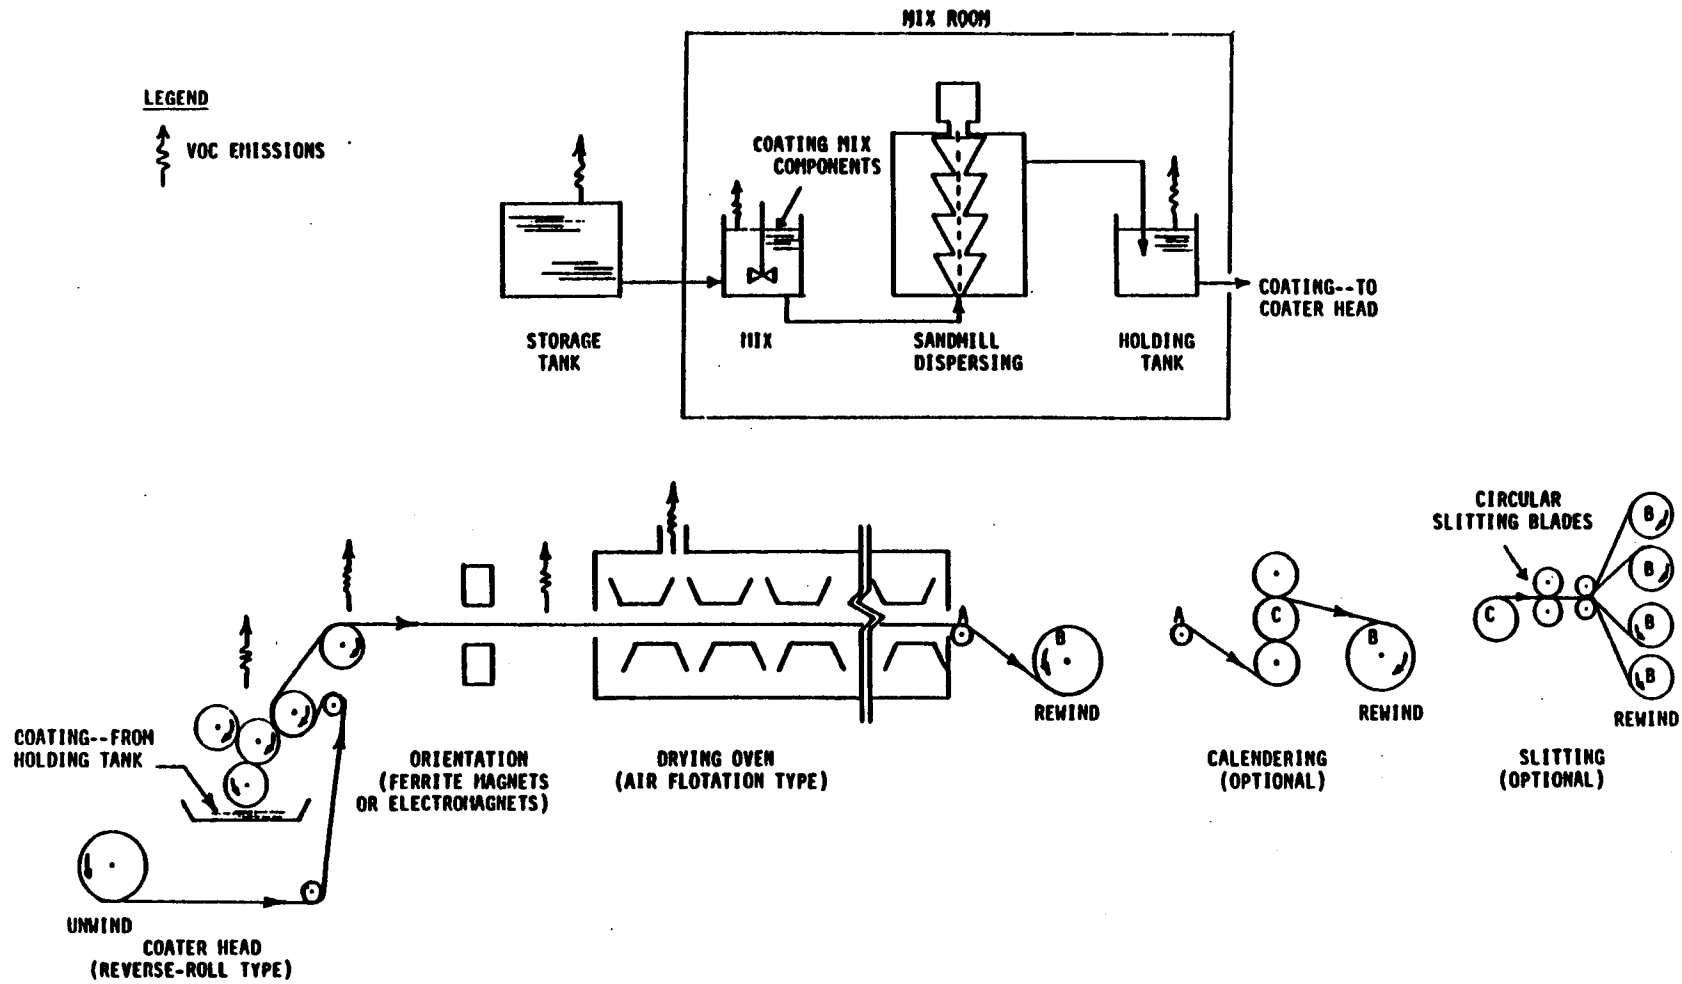 MIX ROOM
LEGEND
VOC EMISSIONS
COATING MIX
COMPONENTS
COATING--TO
COATER HEAD
STORAGE
TANK
MIX
SANDMILL
DISPERSING
HOLDING
TANK
CIRCULAR
SLITTING BLADES
B
B
B
B
C
A
B
REWIND
A
C
B
REWIND
REWIND
COATING--FROM
HOLDING TANK
ORIENTATION
(FERRITE MAGNETS
OR ELECTROMAGNETS)
DRYING OVEN
(AIR FLOTATION TYPE)
CALENDERING
(OPTIONAL)
SLITTING
(OPTIONAL)
UNWIND
COATER HEAD
(REVERSE-ROLL TYPE)